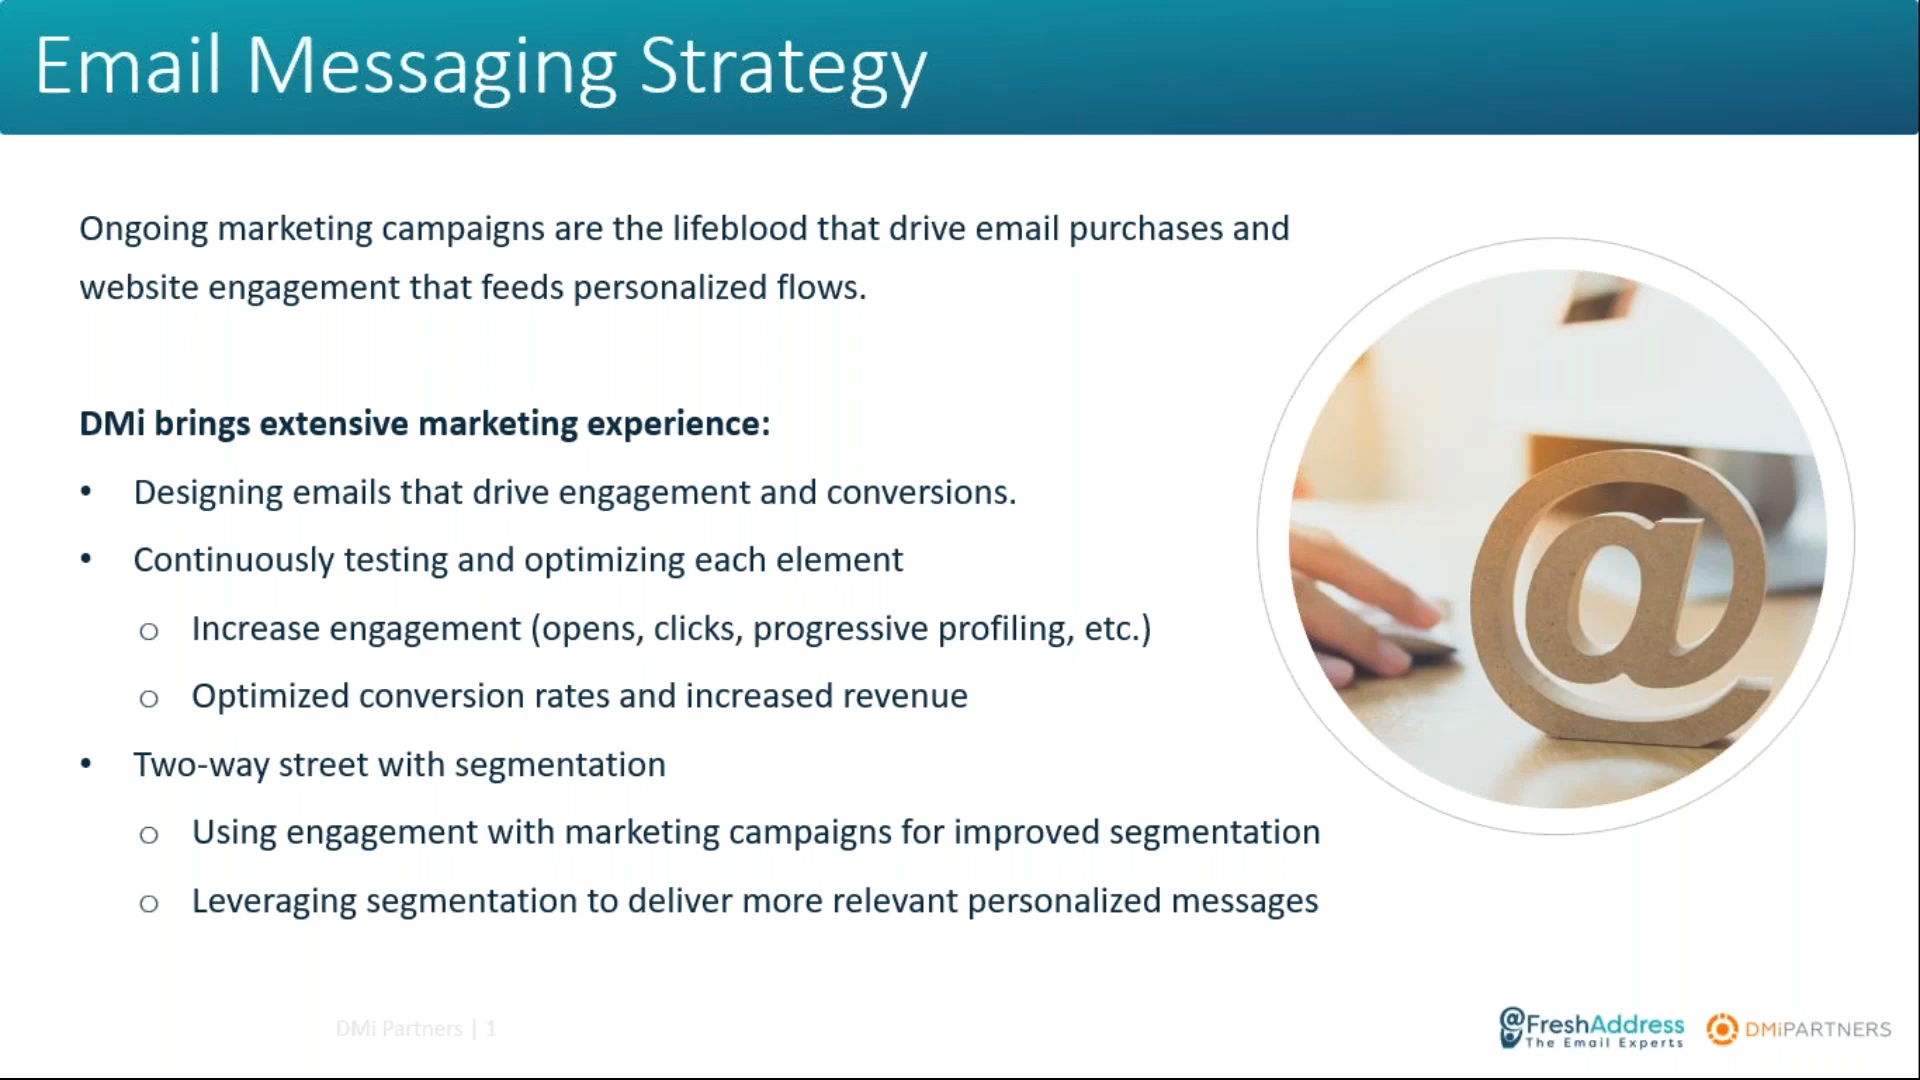 Email Messaging Strategy
Ongoing marketing campaigns are the lifeblood that drive email purchases and
website engagement that feeds personalized flows.
DMi brings extensive marketing experience:
• Designing emails that drive engagement and conversions.
• Continuously testing and optimizing each element
o Increase engagement (opens, clicks, progressive profiling, etc.)
o Optimized conversion rates and increased revenue
• Two-way street with segmentation
o Using engagement with marketing campaigns for improved segmentation
o Leveraging segmentation to deliver more relevant personalized messages
DMi Partners | 1
@FreshAddress
The Email Experts
DMiPARTNERS
@